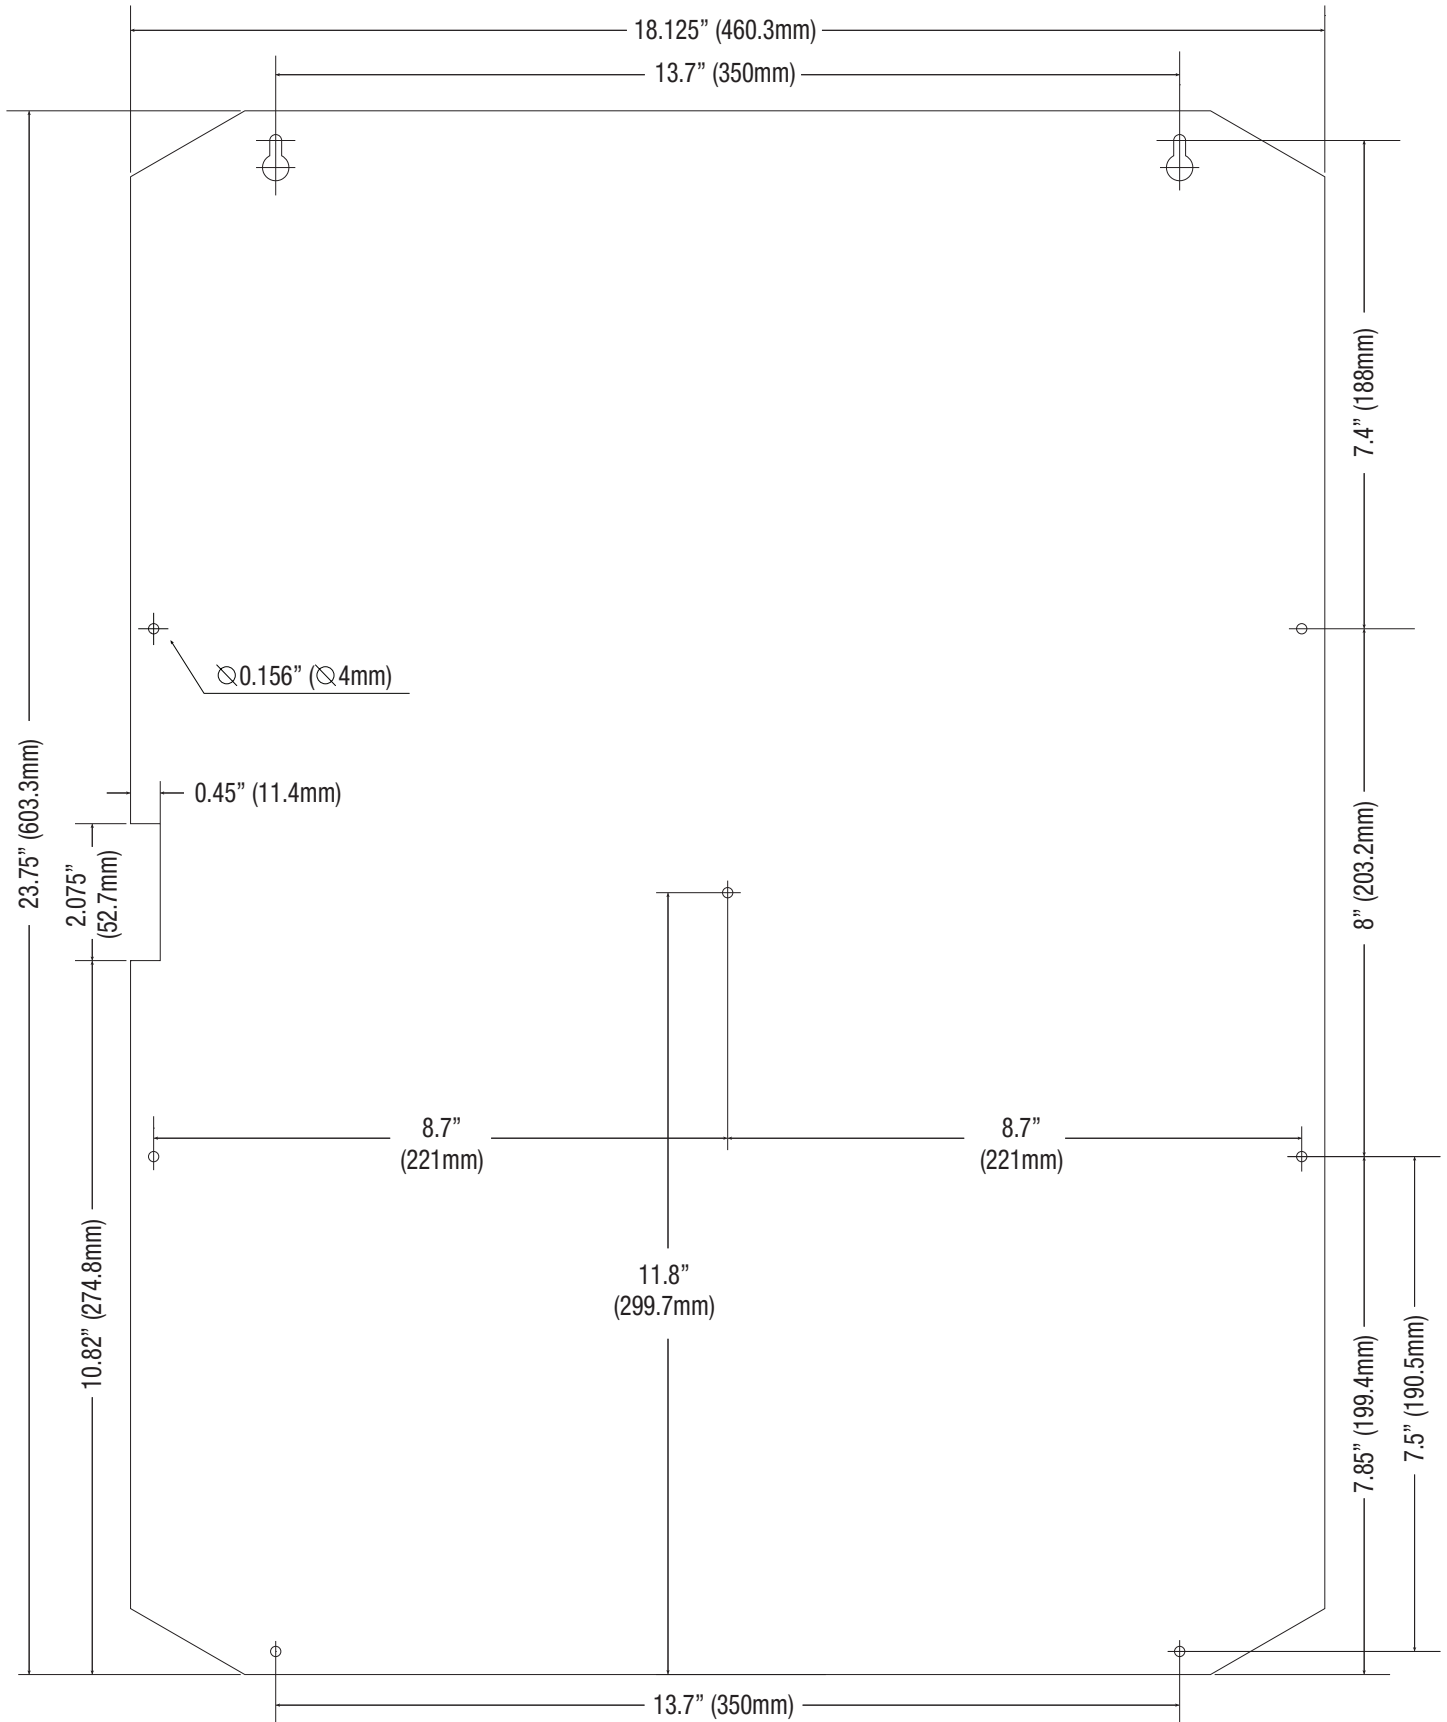 18.125” (460.3mm)
13.7” (350mm)
7.4” (188mm)
∅0.156” (∅4mm)
23.75” (603.3mm)
0.45” (11.4mm)
2.075”
(52.7mm)
8” (203.2mm)
8.7”
(221mm)
8.7”
(221mm)
10.82” (274.8mm)
11.8”
(299.7mm)
7.85” (199.4mm)
7.5” (190.5mm)
13.7” (350mm)